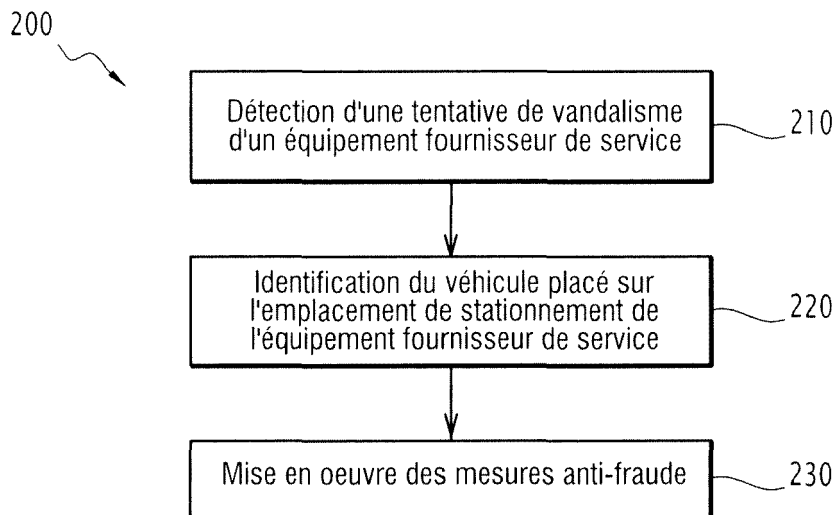 200
Détection d'une tentative de vandalisme
d'un équipement fournisseur de service
210
Identification du véhicule placé sur
l'emplacement de stationnement de
l'équipement fournisseur de service
220
Mise en oeuvre des mesures anti-fraude
230